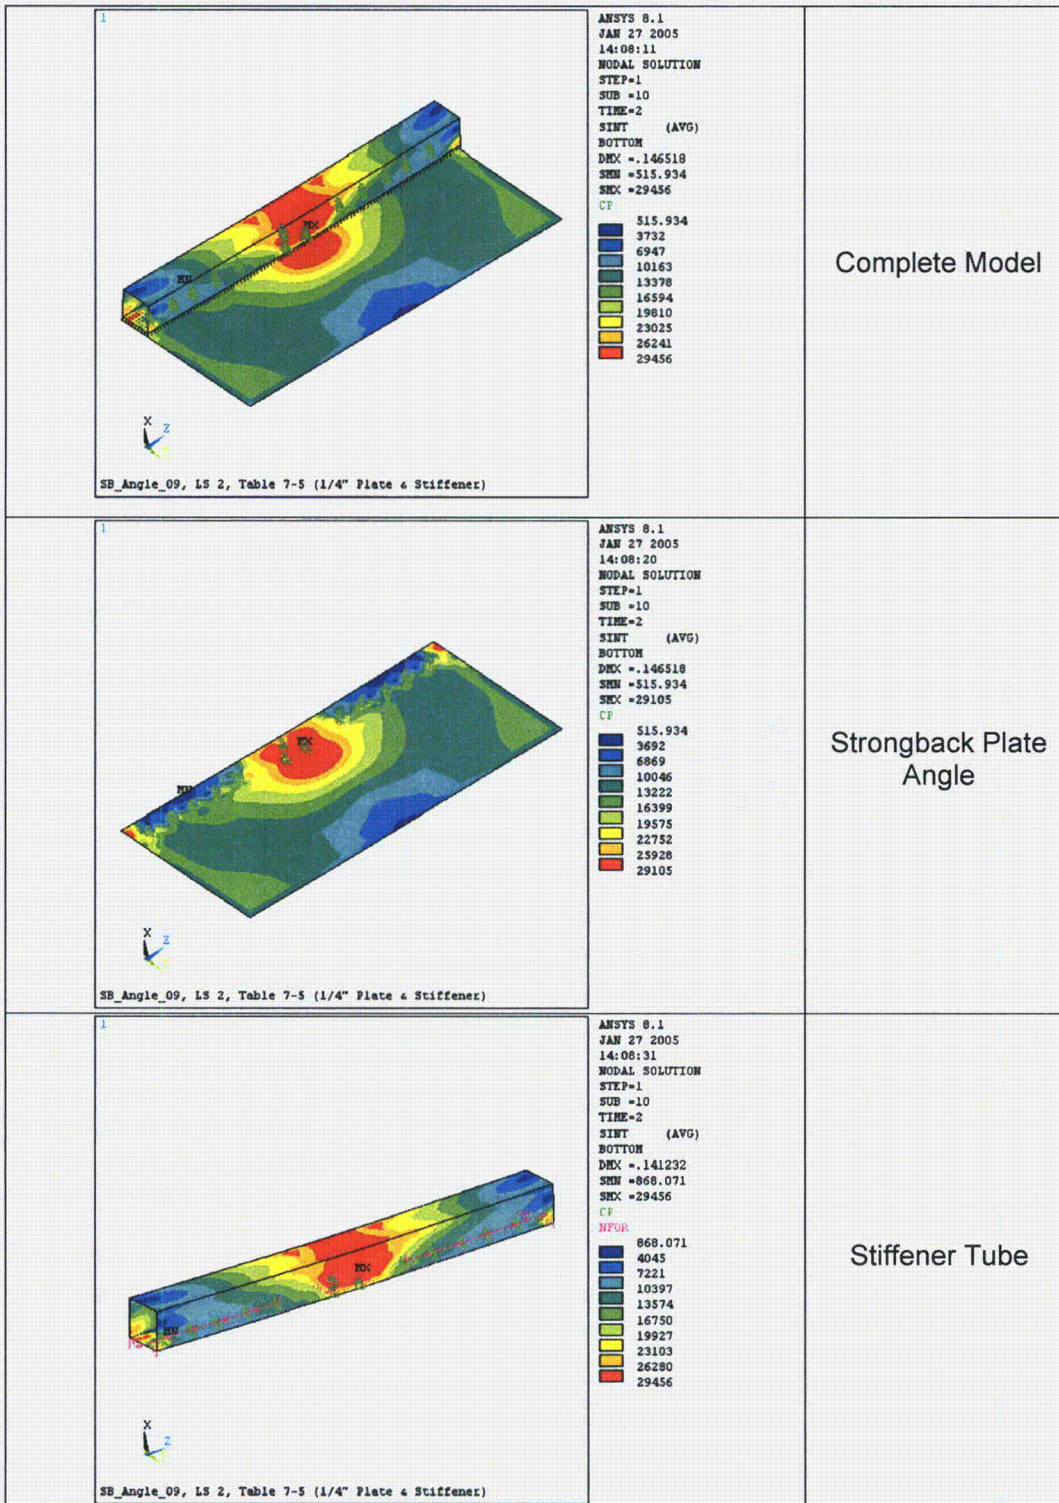 1
ANSYS 8.1
JAN 27 2005
14:08:11
NODAL SOLUTION
STEP=1
SUB =10
TIME=2
SINT (AVG)
BOTTOM
DMX =.146518
SMN =515.934
SMX =29456
CP
515.934
3732
6947
10163
13378
16594
19810
23025
26241
29456
MX
MN
X
Z
SB_Angle_09, LS 2, Table 7-5 (1/4" Plate & Stiffener)
Complete Model
1
ANSYS 8.1
JAN 27 2005
14:08:20
NODAL SOLUTION
STEP=1
SUB =10
TIME=2
SINT (AVG)
BOTTOM
DMX =.146518
SMN =515.934
SMX =29105
CP
515.934
3692
6869
10046
13222
16399
19575
22752
25928
29105
MX
MN
X
Z
SB_Angle_09, LS 2, Table 7-5 (1/4" Plate & Stiffener)
Strongback Plate
Angle
1
ANSYS 8.1
JAN 27 2005
14:08:31
NODAL SOLUTION
STEP=1
SUB =10
TIME=2
SINT (AVG)
BOTTOM
DMX =.141232
SMN =868.071
SMX =29456
CP
NFOR
868.071
4045
7221
10397
13574
16750
19927
23103
26280
29456
MX
MN
X
Z
SB_Angle_09, LS 2, Table 7-5 (1/4" Plate & Stiffener)
Stiffener Tube